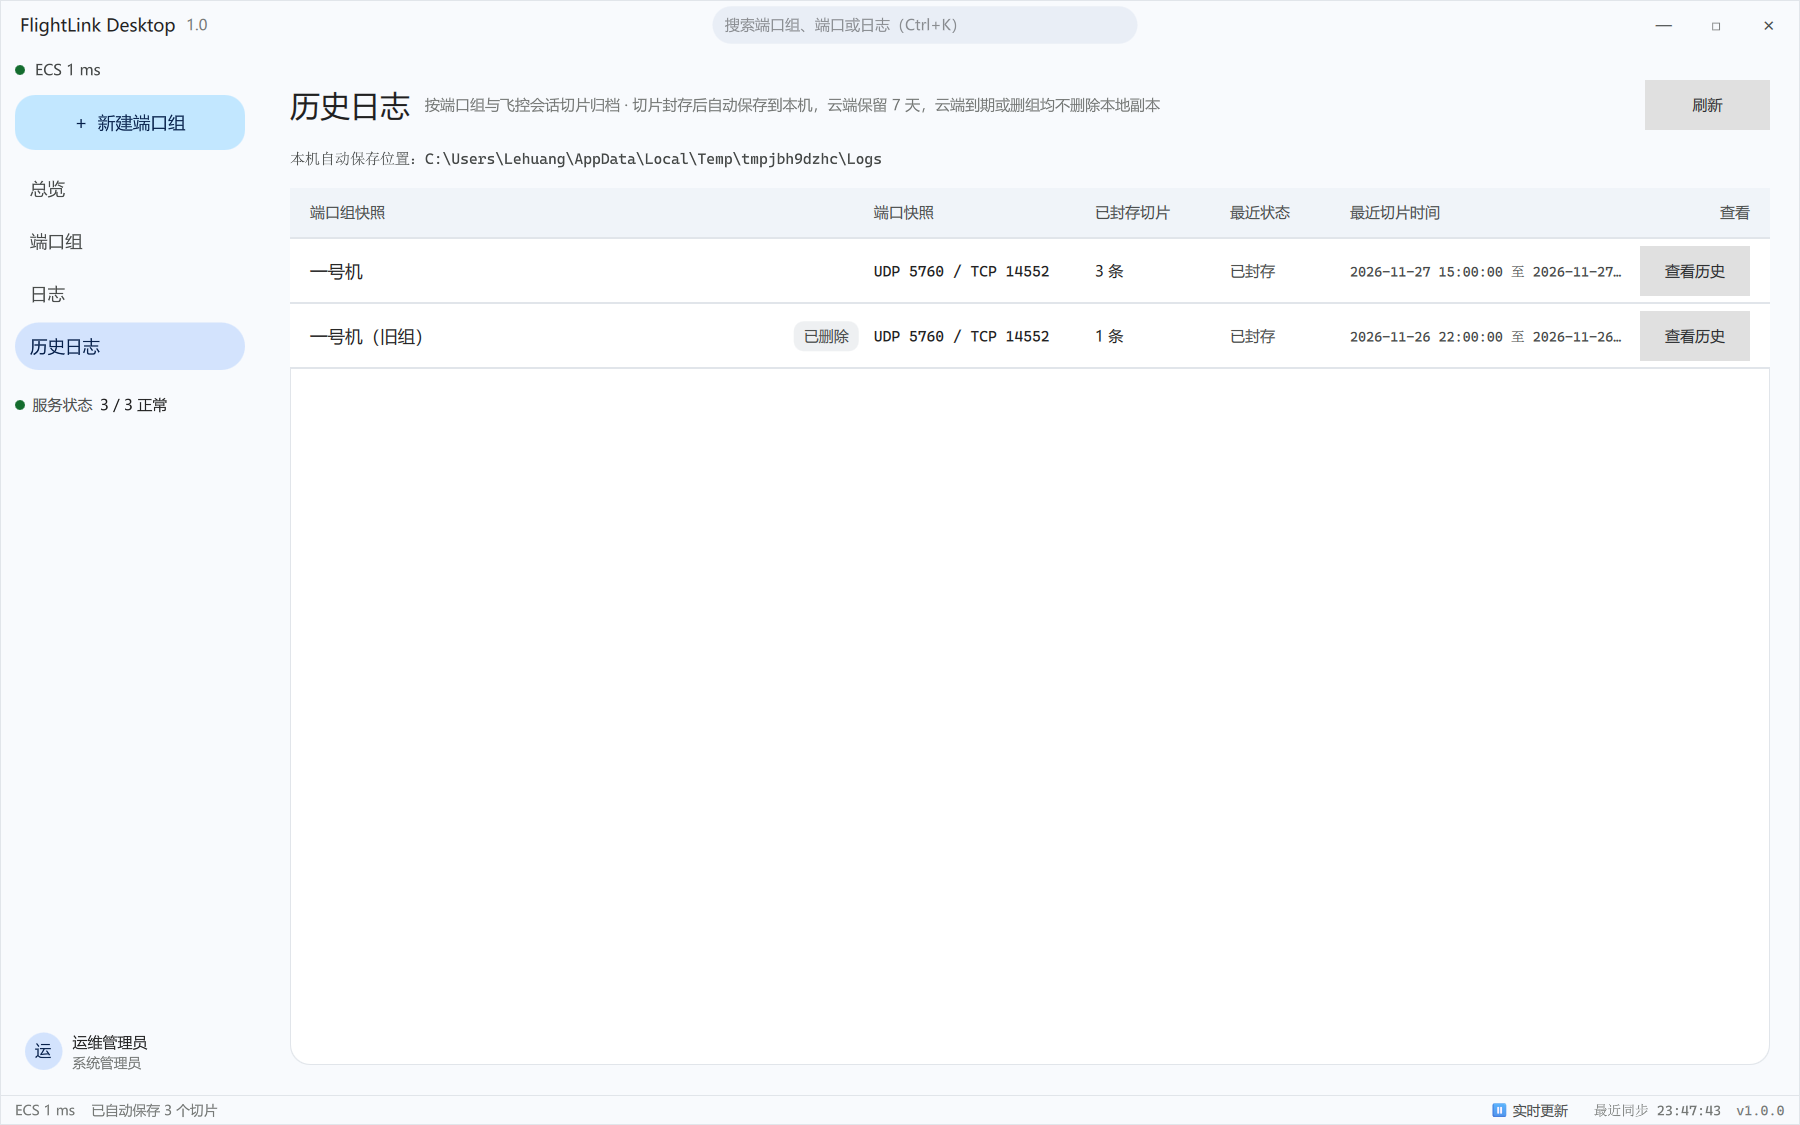 FlightLink Desktop 1.0
搜索端口组、端口或日志（Ctrl+K）
ECS 1 ms
+ 新建端口组
总览
端口组
日志
历史日志
服务状态 3 / 3 正常
历史日志 按端口组与飞控会话切片归档 · 切片封存后自动保存到本机，云端保留 7 天，云端到期或删组均不删除本地副本
刷新
本机自动保存位置：C:\Users\Lehuang\AppData\Local\Temp\tmpjbh9dzhc\Logs
端口组快照 端口快照 已封存切片 最近状态 最近切片时间 查看
一号机 UDP 5760 / TCP 14552 3 条 已封存 2026-11-27 15:00:00 至 2026-11-27… 查看历史
一号机（旧组） 已删除 UDP 5760 / TCP 14552 1 条 已封存 2026-11-26 22:00:00 至 2026-11-26… 查看历史
运 运维管理员
系统管理员
ECS 1 ms 已自动保存 3 个切片 实时更新 最近同步 23:47:43 v1.0.0